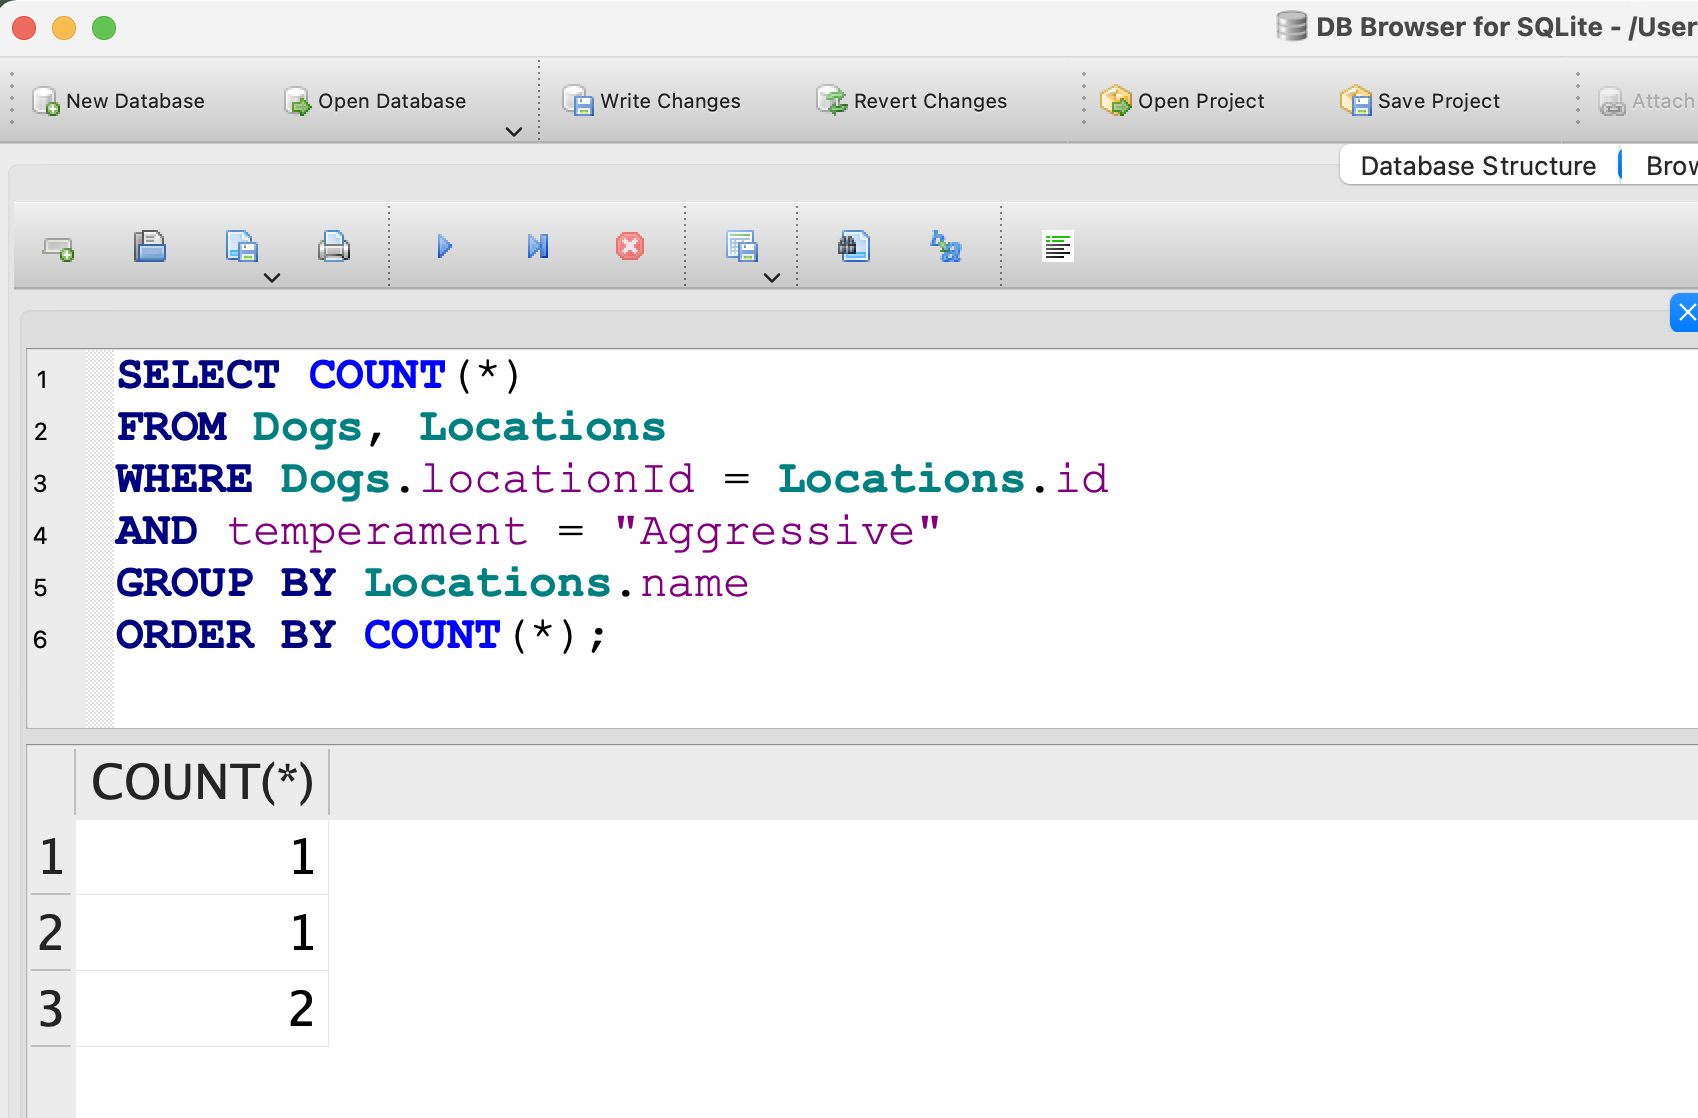 DB Browser for SQLite - /User
New Database Open Database Write Changes Revert Changes Open Project Save Project Attach
Database Structure Brow
1 SELECT COUNT(*)
2 FROM Dogs, Locations
3 WHERE Dogs.locationId = Locations.id
4 AND temperament = "Aggressive"
5 GROUP BY Locations.name
6 ORDER BY COUNT(*);
COUNT(*)
1 1
2 1
3 2